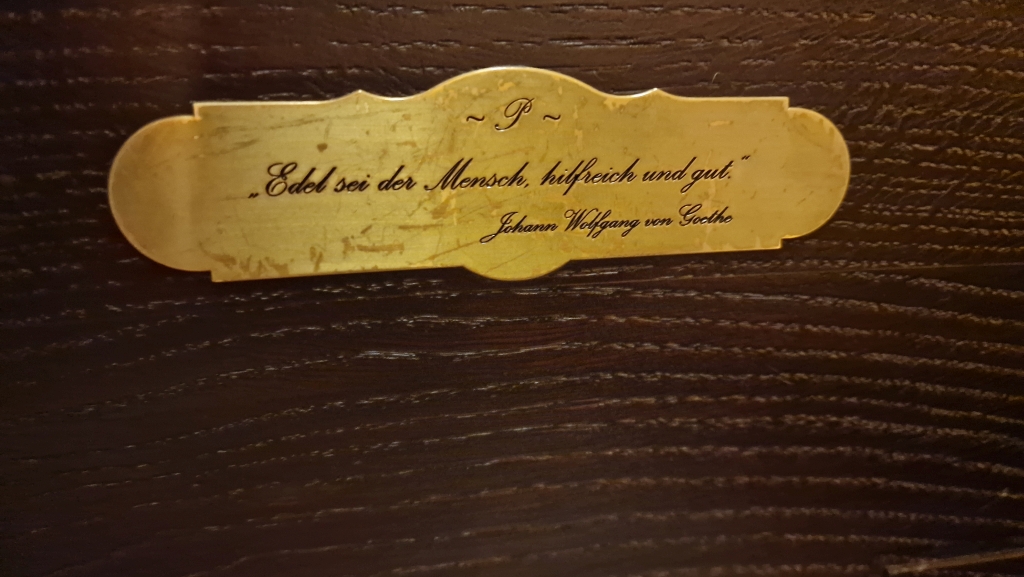 ~ P ~
„Edel sei der Mensch, hilfreich und gut.“
Johann Wolfgang von Goethe